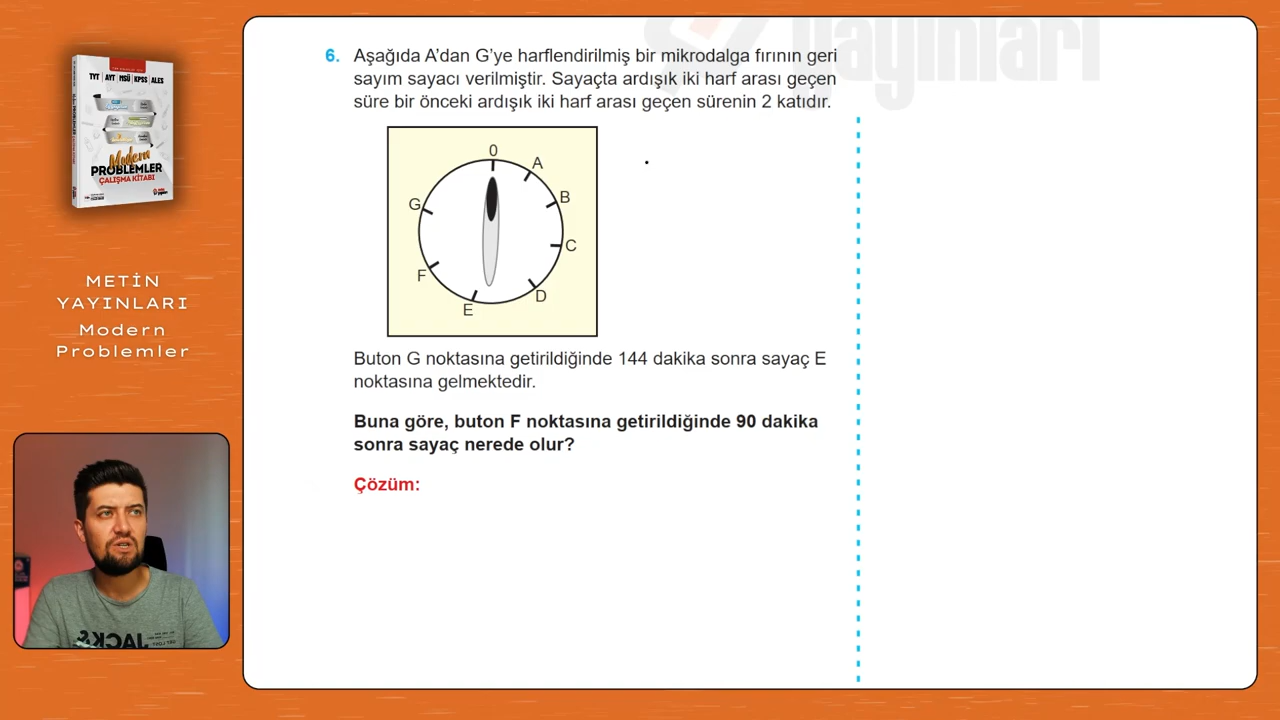 yayınları
TYT | AYT | MSÜ | KPSS | ALES
Modern
PROBLEMLER
ÇALIŞMA KİTABI
METİN
YAYINLARI
Modern
Problemler
6. Aşağıda A’dan G’ye harflendirilmiş bir mikrodalga fırının geri
sayım sayacı verilmiştir. Sayaçta ardışık iki harf arası geçen
süre bir önceki ardışık iki harf arası geçen sürenin 2 katıdır.
0
A
B
C
D
E
F
G
Buton G noktasına getirildiğinde 144 dakika sonra sayaç E
noktasına gelmektedir.
Buna göre, buton F noktasına getirildiğinde 90 dakika
sonra sayaç nerede olur?
Çözüm: